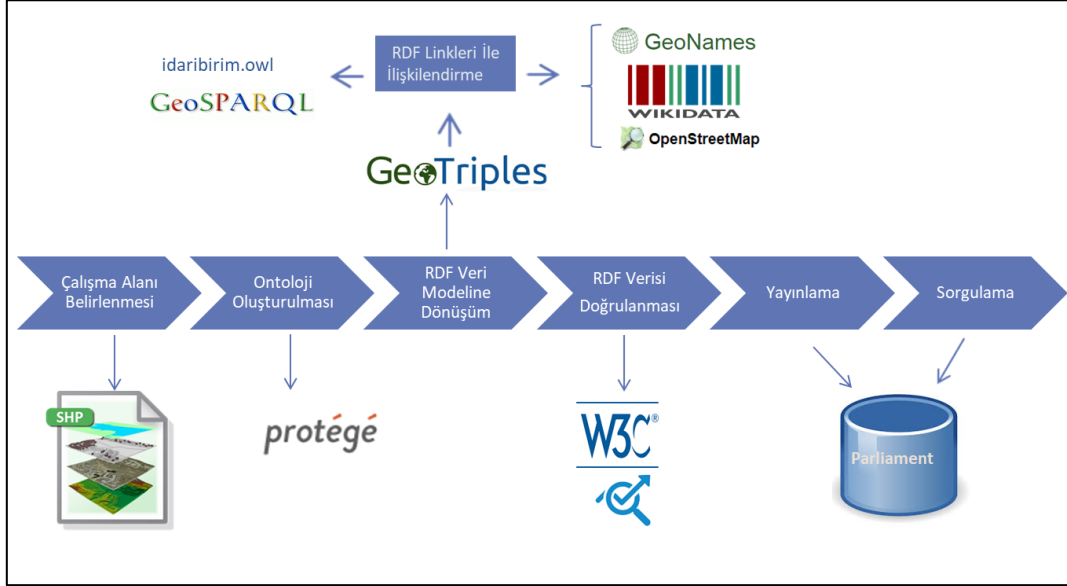 RDF Linkleri İle
İlişkilendirme
idaribirim.owl
GeoSPARQL
GeoNames
WIKIDATA
OpenStreetMap
GeoTriples
Çalışma Alanı
Belirlenmesi
Ontoloji
Oluşturulması
RDF Veri
Modeline
Dönüşüm
RDF Verisi
Doğrulanması
Yayınlama
Sorgulama
SHP
protégé
W3C®
Parliament